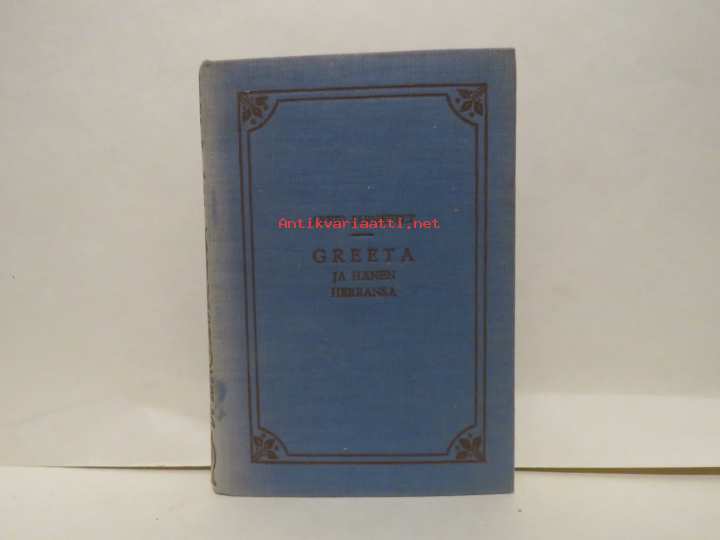 Antikvariaatti.net
GREETA
JA HÄNEN
HERRANSA